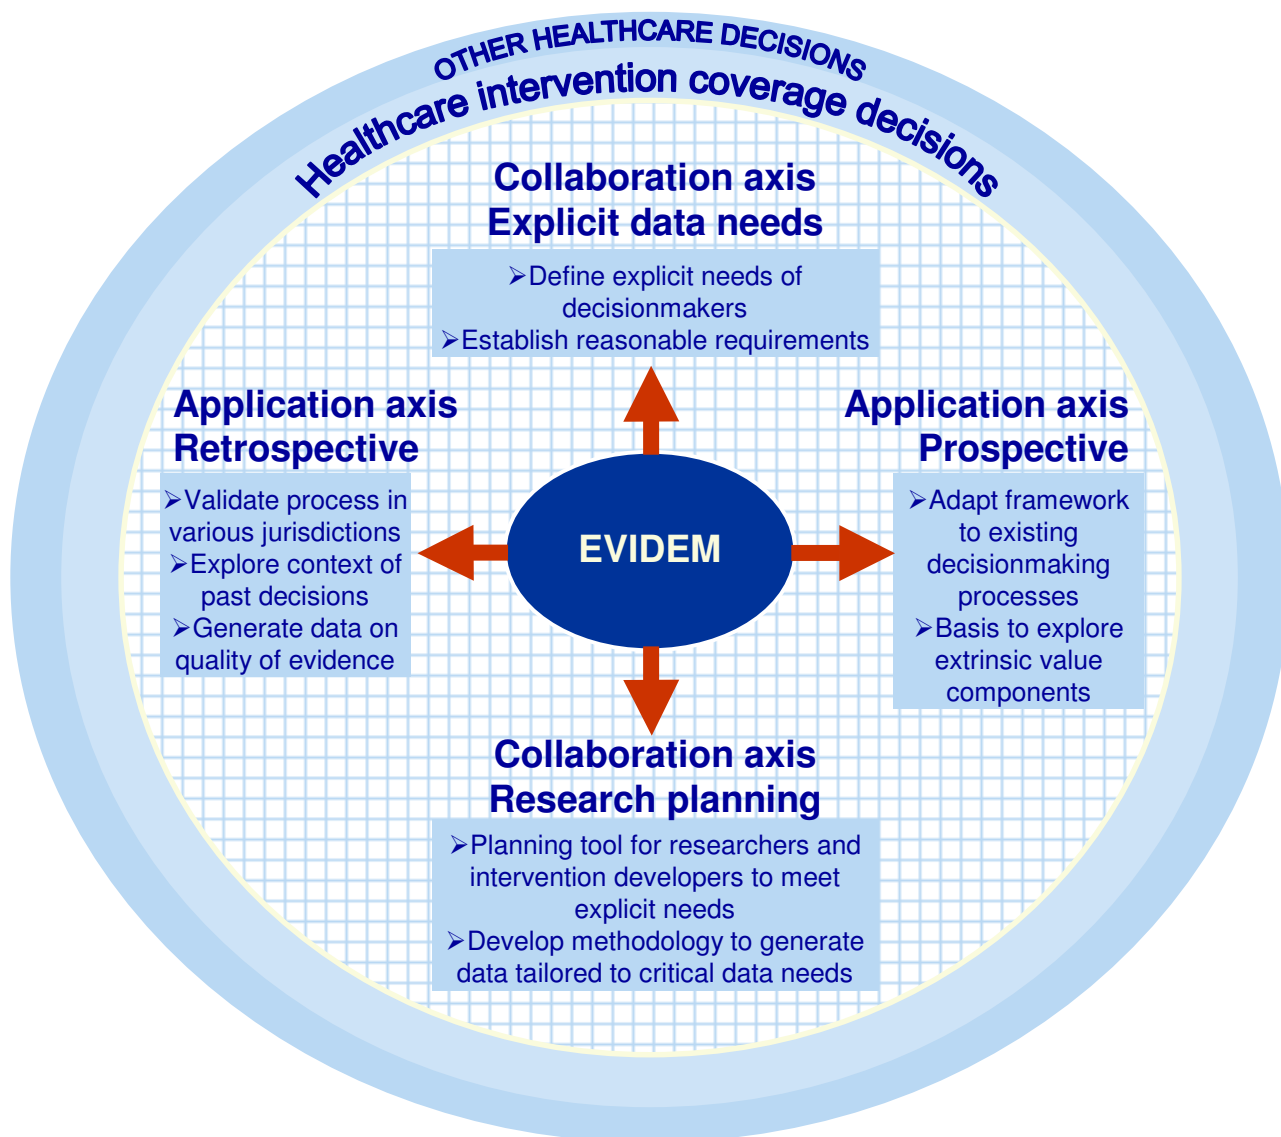 OTHER HEALTHCARE DECISIONS
Healthcare intervention coverage decisions
Collaboration axis
Explicit data needs
➢Define explicit needs of
decisionmakers
➢Establish reasonable requirements
Application axis
Retrospective
➢Validate process in
various jurisdictions
➢Explore context of
past decisions
➢Generate data on
quality of evidence
EVIDEM
Application axis
Prospective
➢Adapt framework
to existing
decisionmaking
processes
➢Basis to explore
extrinsic value
components
Collaboration axis
Research planning
➢Planning tool for researchers and
intervention developers to meet
explicit needs
➢Develop methodology to generate
data tailored to critical data needs